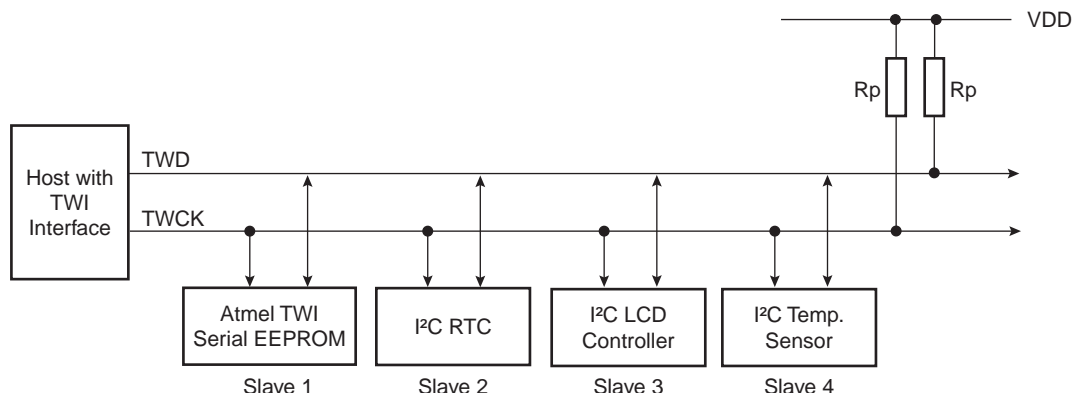 VDD
Rp
Rp
Host with
TWI
Interface
TWD
TWCK
Atmel TWI
Serial EEPROM
I²C RTC
I²C LCD
Controller
I²C Temp.
Sensor
Slave 1
Slave 2
Slave 3
Slave 4